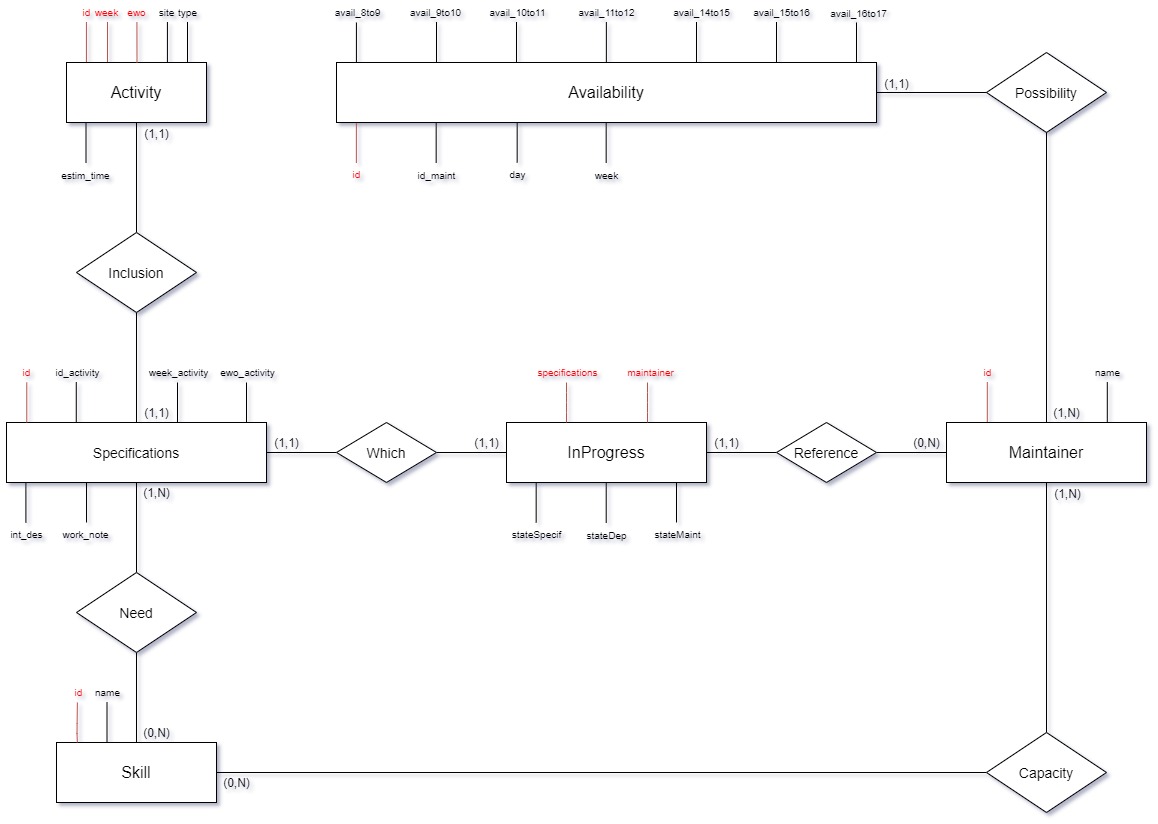 id week ewo site type
avail_8to9 avail_9to10 avail_10to11 avail_11to12 avail_14to15 avail_15to16 avail_16to17
Activity
Availability
(1,1)
Possibility
(1,1)
estim_time
id
id_maint
day
week
Inclusion
id
id_activity
week_activity
ewo_activity
specifications
maintainer
id
name
(1,1)
(1,N)
Specifications
(1,1)
Which
(1,1)
InProgress
(1,1)
Reference
(0,N)
Maintainer
(1,N)
(1,N)
int_des
work_note
stateSpecif
stateDep
stateMaint
Need
id
name
(0,N)
Skill
(0,N)
Capacity